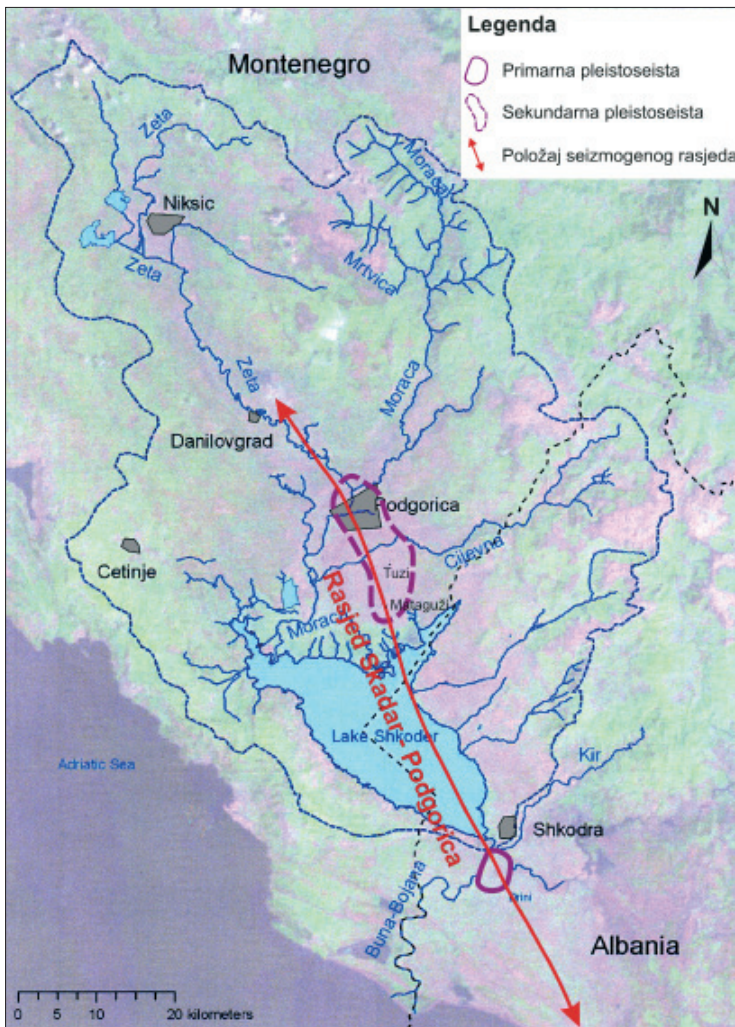 Legenda
Primarna pleistoseista
Sekundarna pleistoseista
Položaj seizmogenog rasjeda
Montenegro
N
Zeta
Moraca
Niksic
Mrtvica
Zeta
Zeta
Moraca
Danilovgrad
Podgorica
Cijevna
Cetinje
Tuzi
Mataguži
Moraca
Rasjed Skadar - Podgorica
Lake Shkoder
Adriatic Sea
Kir
Shkodra
Buna-Bojana
Drini
Albania
0 5 10 20 kilometers